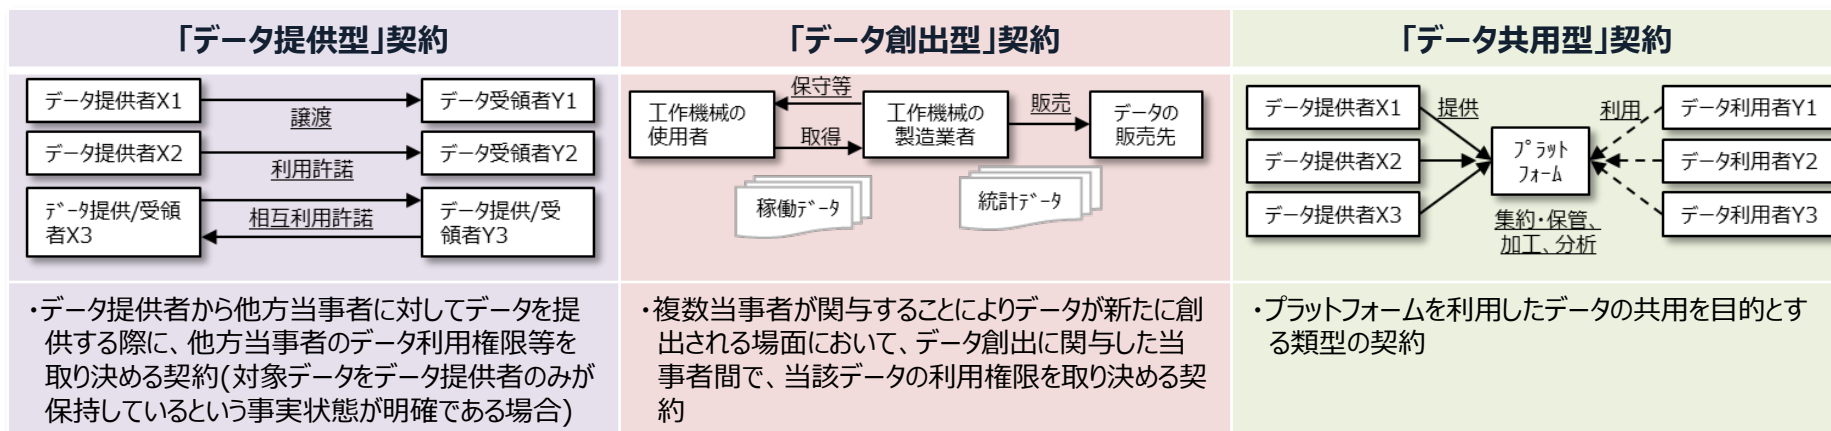 「データ提供型」契約
データ提供者X1
譲渡
データ受領者Y1
データ提供者X2
利用許諾
データ受領者Y2
ﾃﾞｰﾀ提供/受領
者X3
相互利用許諾
データ提供/受
領者Y3
・データ提供者から他方当事者に対してデータを提
供する際に、他方当事者のデータ利用権限等を
取り決める契約(対象データをデータ提供者のみが
保持しているという事実状態が明確である場合)
「データ創出型」契約
工作機械の
使用者
保守等
取得
工作機械の
製造業者
販売
データの
販売先
稼働ﾃﾞｰﾀ
統計ﾃﾞｰﾀ
・複数当事者が関与することによりデータが新たに創
出される場面において、データ創出に関与した当
事者間で、当該データの利用権限を取り決める契
約
「データ共用型」契約
データ提供者X1
データ提供者X2
データ提供者X3
提供
ﾌﾟﾗｯﾄ
ﾌｫｰﾑ
集約・保管、
加工、分析
利用
データ利用者Y1
データ利用者Y2
データ利用者Y3
・プラットフォームを利用したデータの共用を目的とす
る類型の契約